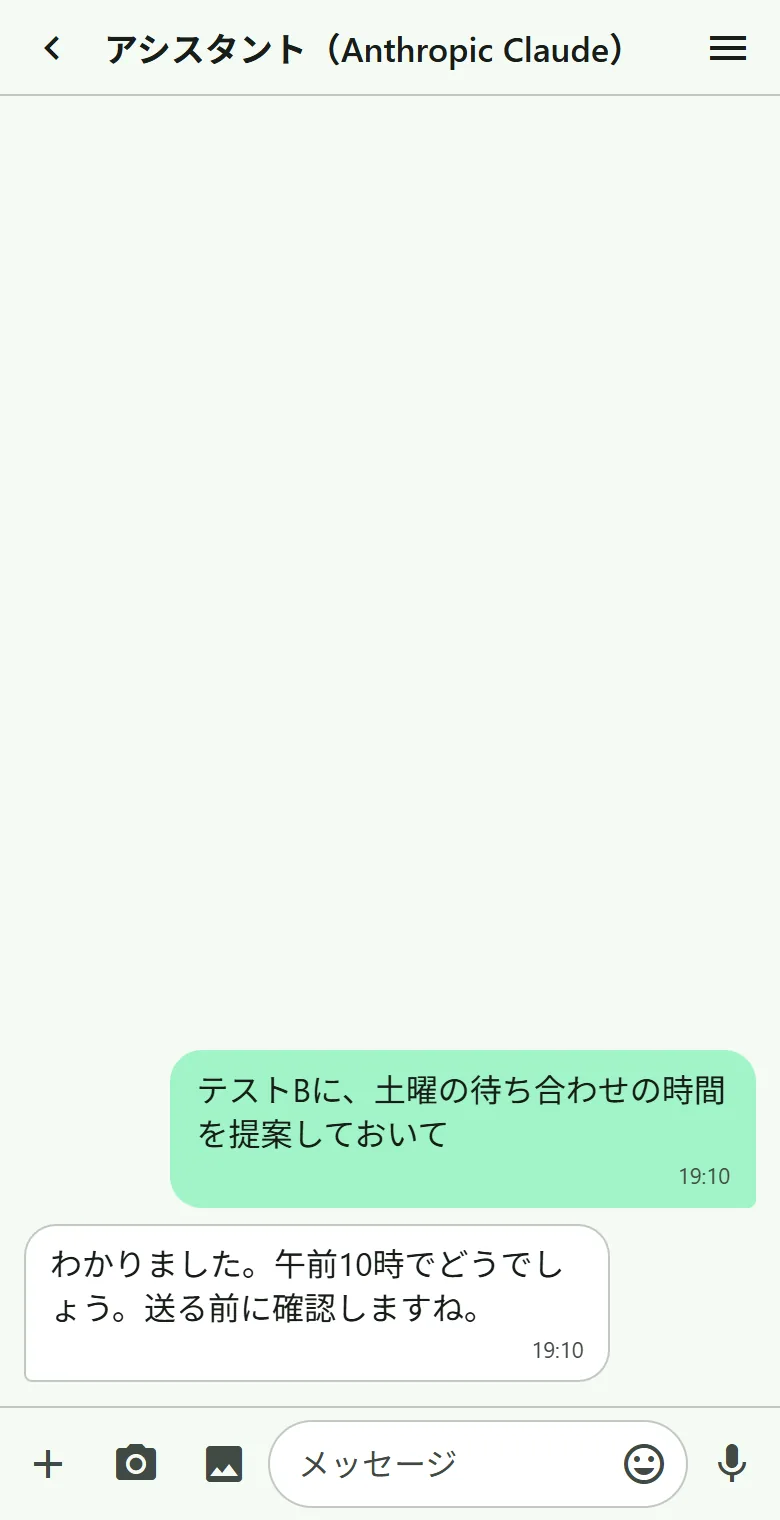 アシスタント（Anthropic Claude）
テストBに、土曜の待ち合わせの時間
を提案しておいて
19:10
わかりました。午前10時でどうでし
ょう。送る前に確認しますね。
19:10
メッセージ